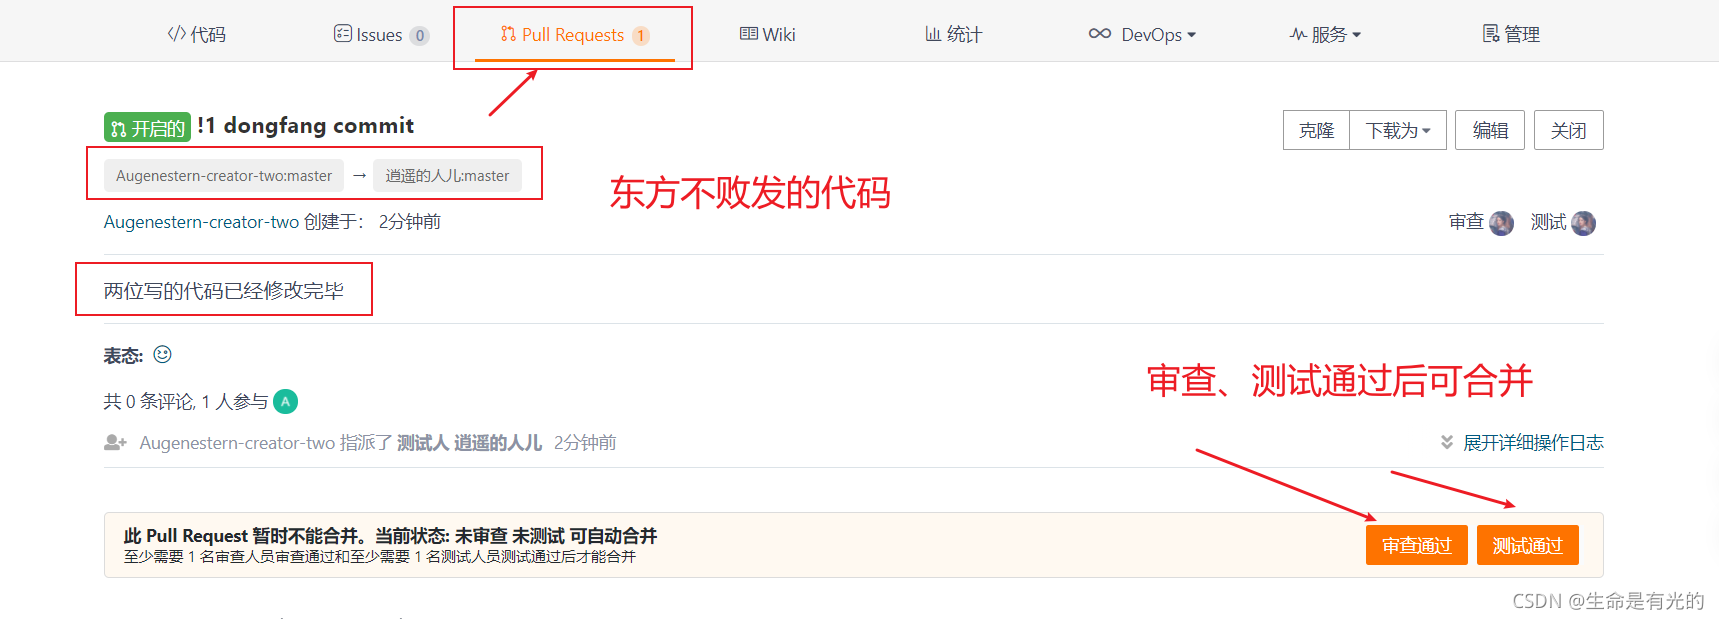 代码 Issues 0 Pull Requests 1 Wiki 统计 DevOps 服务 管理
开启的 !1 dongfang commit
克隆 下载为 编辑 关闭
Augenestern-creator-two:master → 逍遥的人儿:master
东方不败发的代码
Augenestern-creator-two 创建于： 2分钟前
审查 测试
两位写的代码已经修改完毕
表态:
审查、测试通过后可合并
共 0 条评论, 1 人参与 A
Augenestern-creator-two 指派了 测试人 逍遥的人儿 2分钟前
展开详细操作日志
此 Pull Request 暂时不能合并。当前状态: 未审查 未测试 可自动合并
至少需要 1 名审查人员审查通过和至少需要 1 名测试人员测试通过后才能合并
审查通过 测试通过
CSDN @生命是有光的